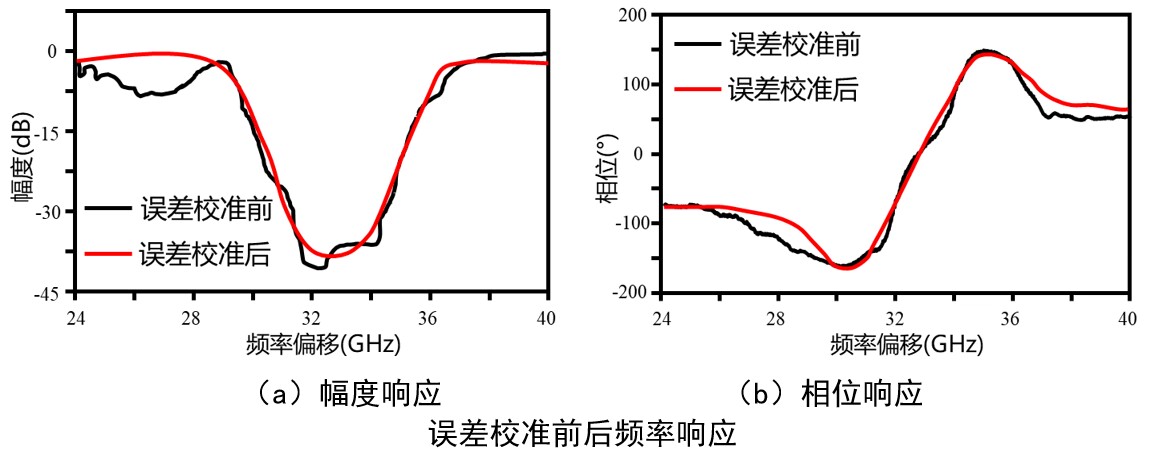 0
-15
-30
-45
幅度(dB)
误差校准前
误差校准后
24 28 32 36 40
频率偏移(GHz)
（a）幅度响应
200
100
0
-100
-200
相位(°)
误差校准前
误差校准后
24 28 32 36 40
频率偏移(GHz)
（b）相位响应
误差校准前后频率响应